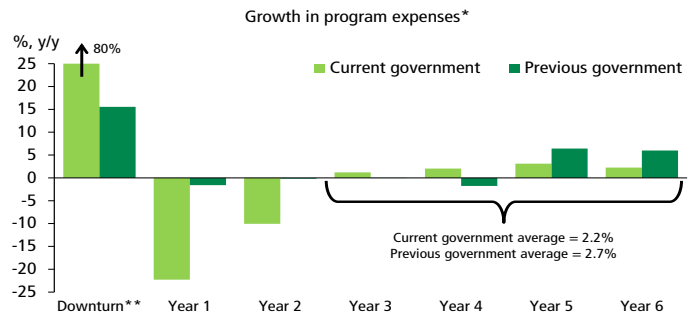 Growth in program expenses*
%, y/y
80%
Current government
Previous government
25
20
15
10
5
0
-5
-10
-15
-20
-25
Current government average = 2.2%
Previous government average = 2.7%
Downturn** Year 1 Year 2 Year 3 Year 4 Year 5 Year 6